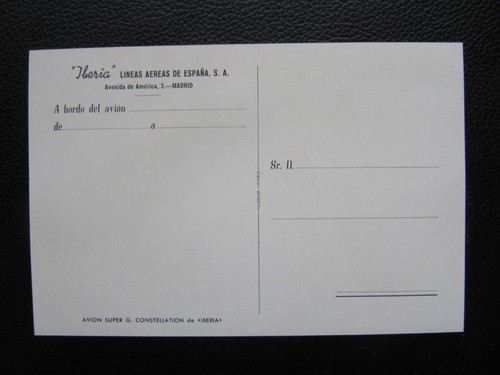 "Iberia" LINEAS AEREAS DE ESPAÑA, S. A.
Avenida de América, 2.—MADRID
A bordo del avión
de a
Sr. D.
AVION SUPER G. CONSTELLATION de «IBERIA»